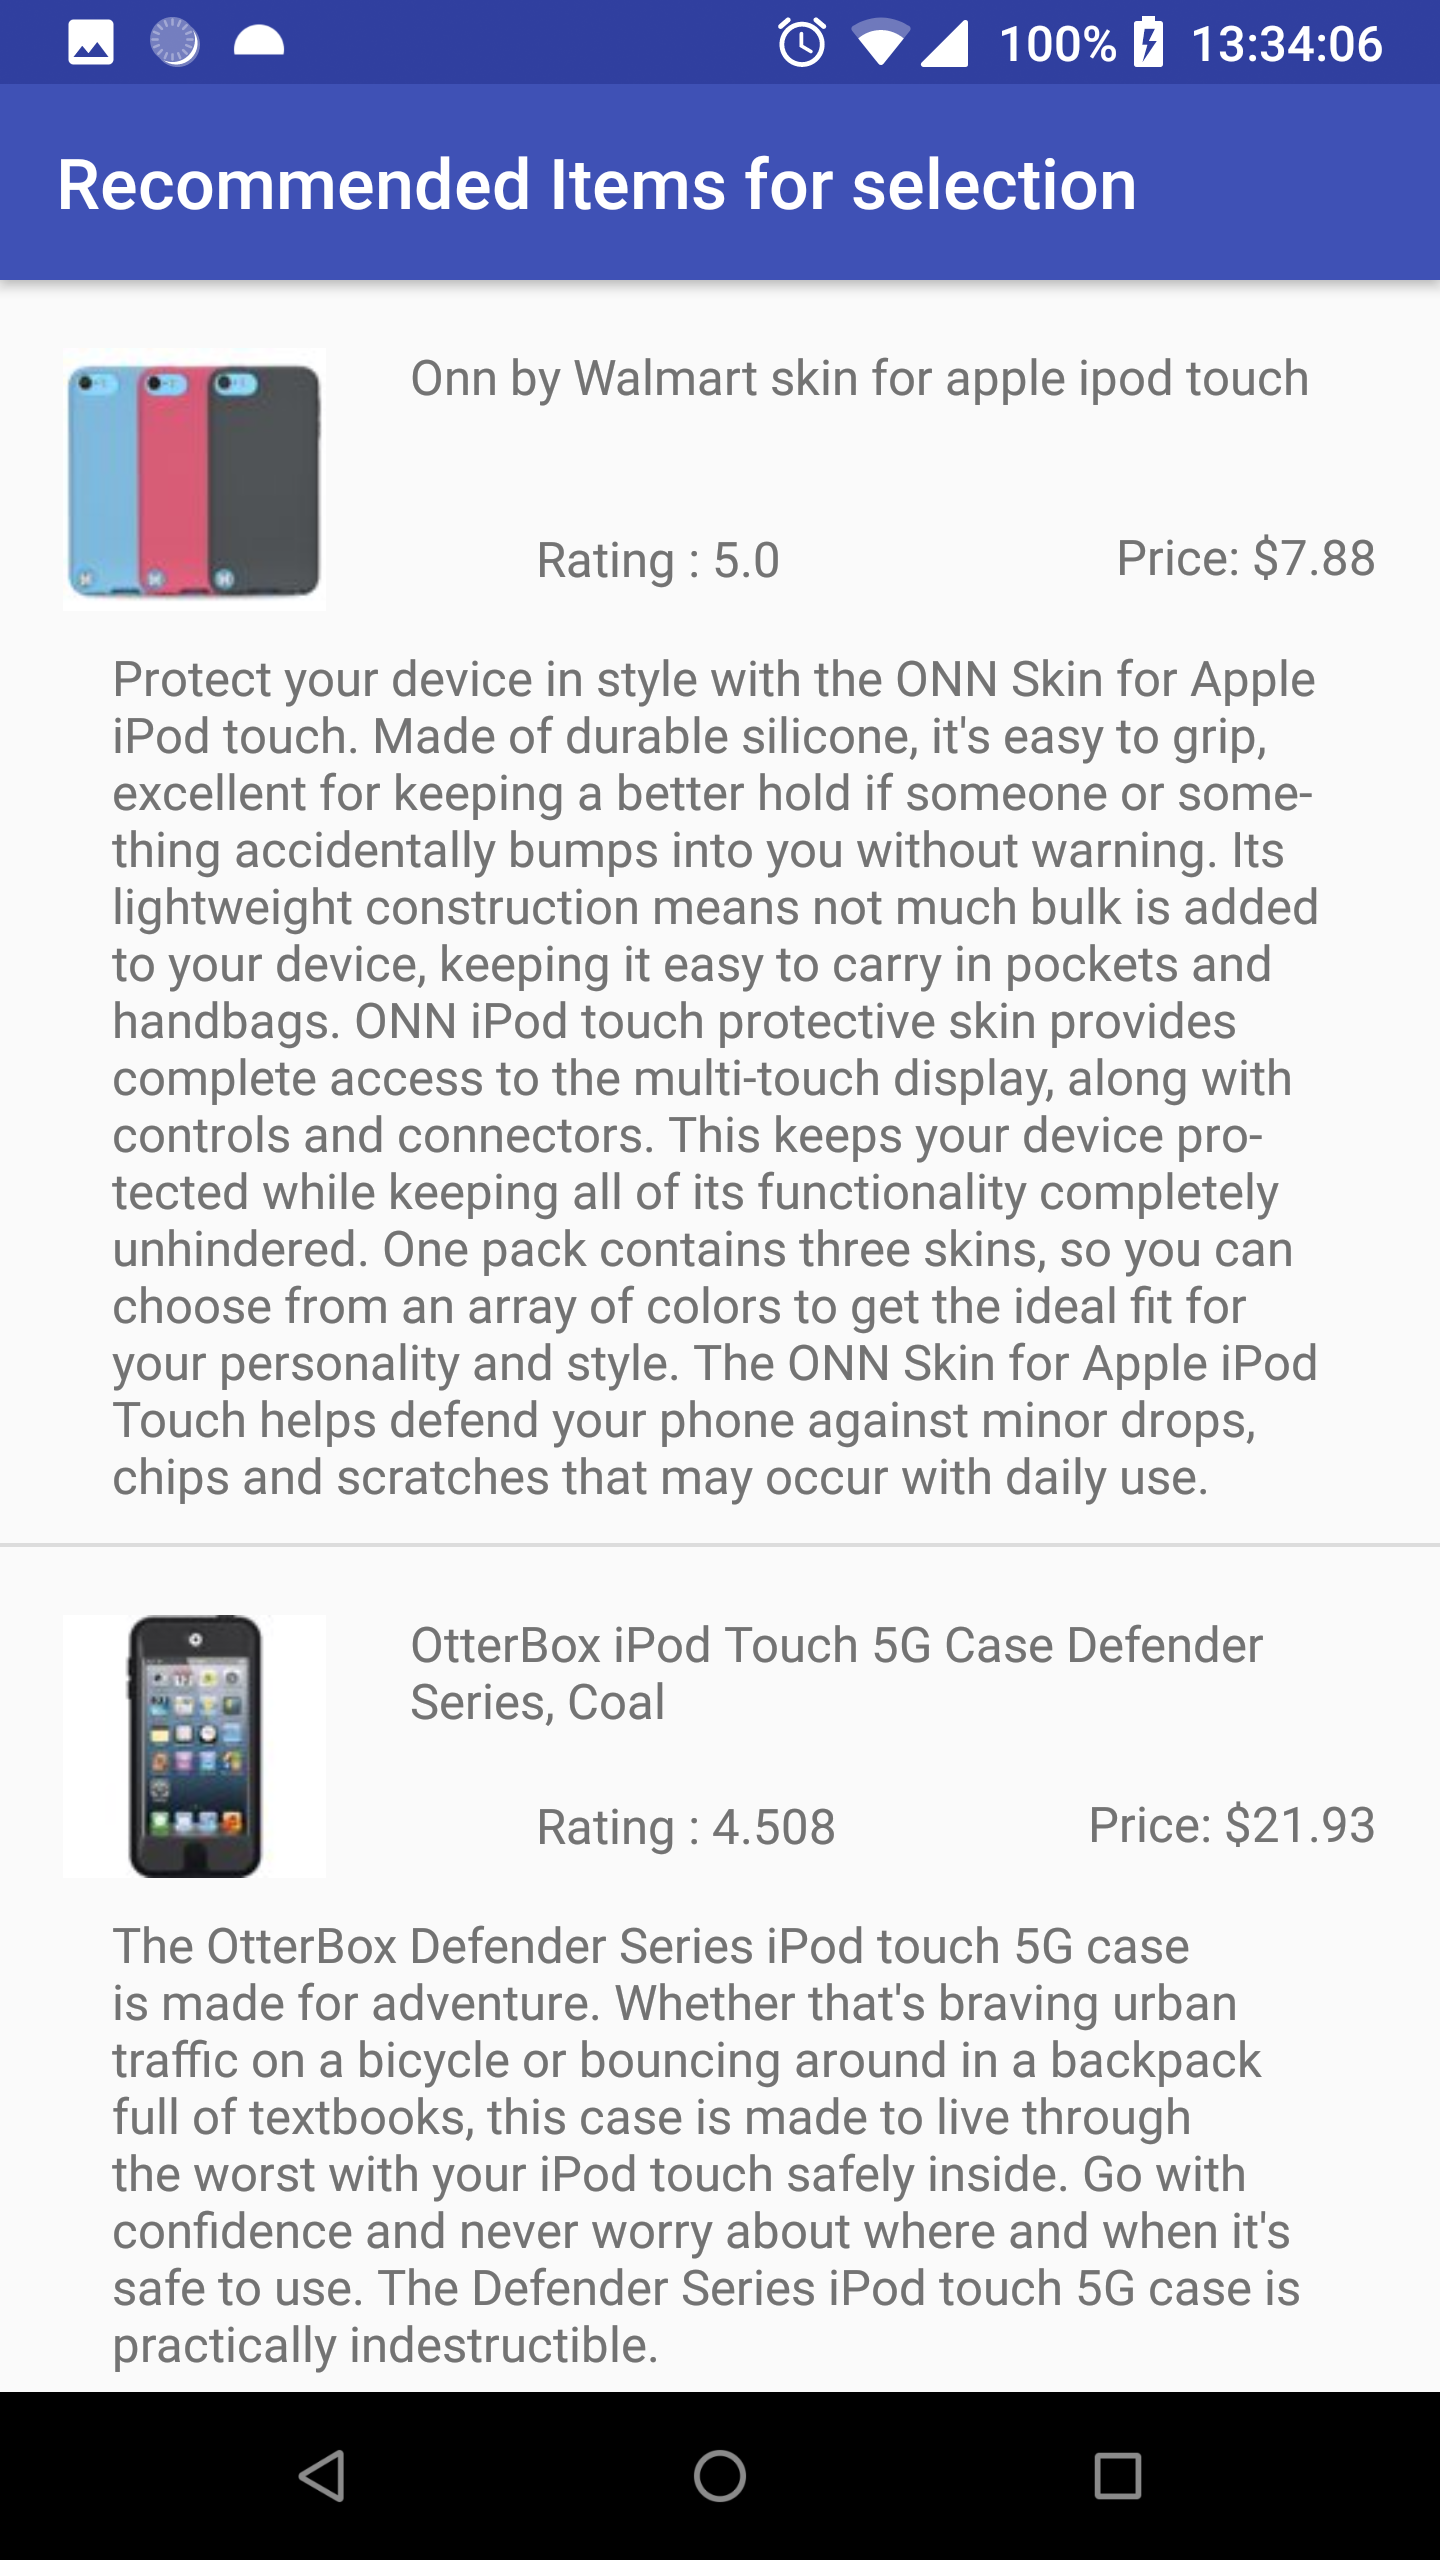 100% 13:34:06
Recommended Items for selection
Onn by Walmart skin for apple ipod touch
Rating : 5.0 Price: $7.88
Protect your device in style with the ONN Skin for Apple
iPod touch. Made of durable silicone, it's easy to grip,
excellent for keeping a better hold if someone or some-
thing accidentally bumps into you without warning. Its
lightweight construction means not much bulk is added
to your device, keeping it easy to carry in pockets and
handbags. ONN iPod touch protective skin provides
complete access to the multi-touch display, along with
controls and connectors. This keeps your device pro-
tected while keeping all of its functionality completely
unhindered. One pack contains three skins, so you can
choose from an array of colors to get the ideal fit for
your personality and style. The ONN Skin for Apple iPod
Touch helps defend your phone against minor drops,
chips and scratches that may occur with daily use.
OtterBox iPod Touch 5G Case Defender
Series, Coal
Rating : 4.508 Price: $21.93
The OtterBox Defender Series iPod touch 5G case
is made for adventure. Whether that's braving urban
traffic on a bicycle or bouncing around in a backpack
full of textbooks, this case is made to live through
the worst with your iPod touch safely inside. Go with
confidence and never worry about where and when it's
safe to use. The Defender Series iPod touch 5G case is
practically indestructible.